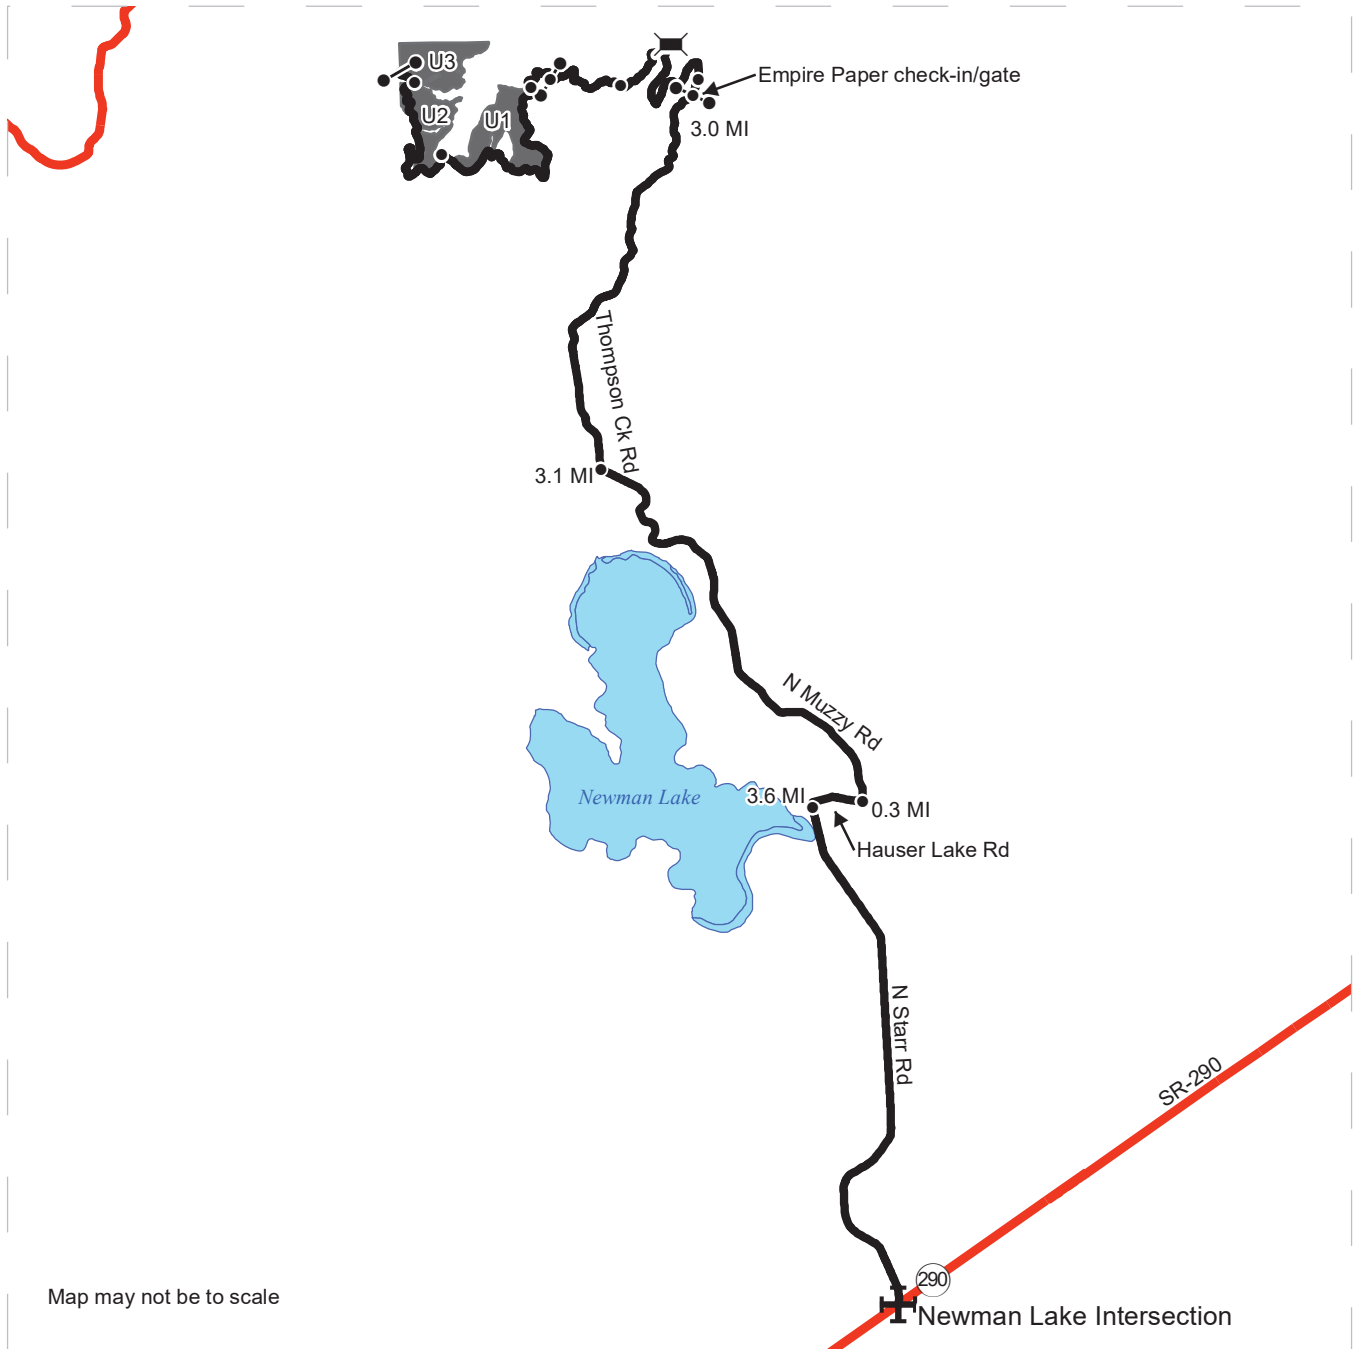 U3
Empire Paper check-in/gate
U2
U1
3.0 MI
Thompson Ck Rd
3.1 MI
N Muzzy Rd
Newman Lake
3.6 MI
0.3 MI
Hauser Lake Rd
N Starr Rd
SR-290
290
Map may not be to scale
Newman Lake Intersection